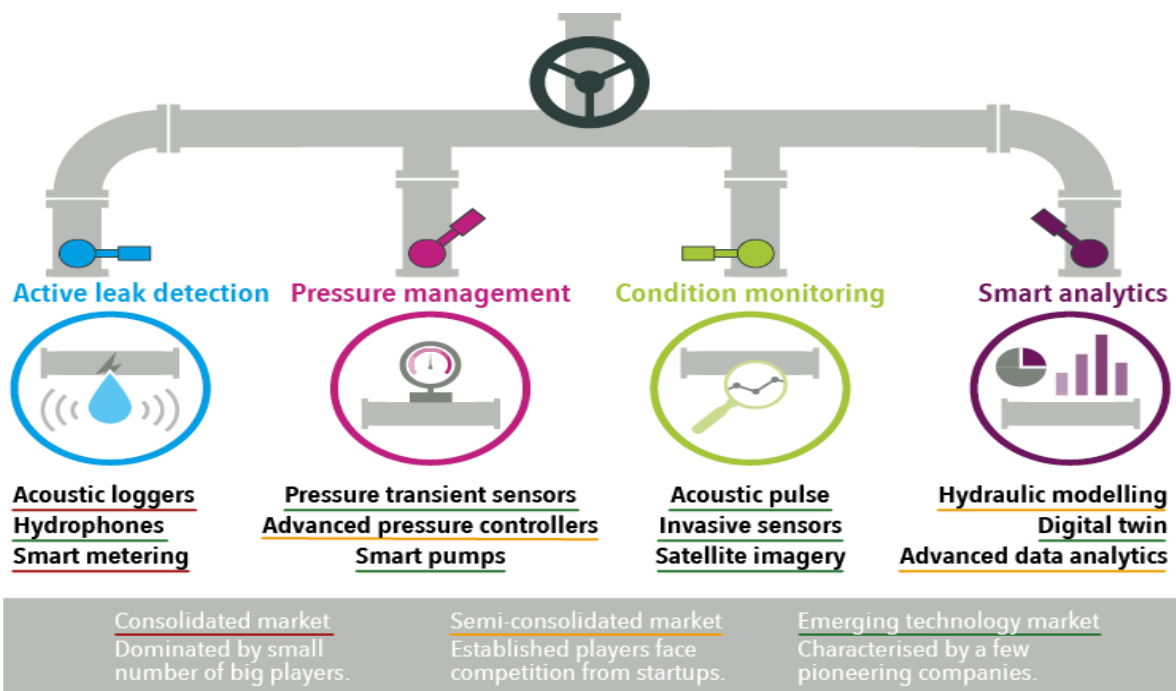 Active leak detection
Pressure management
Condition monitoring
Smart analytics
Acoustic loggers
Hydrophones
Smart metering
Pressure transient sensors
Advanced pressure controllers
Smart pumps
Acoustic pulse
Invasive sensors
Satellite imagery
Hydraulic modelling
Digital twin
Advanced data analytics
Consolidated market
Dominated by small
number of big players.
Semi-consolidated market
Established players face
competition from startups.
Emerging technology market
Characterised by a few
pioneering companies.